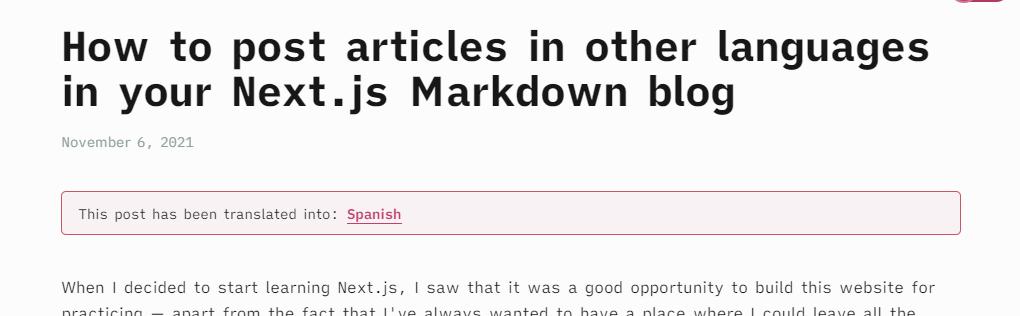 How to post articles in other languages
in your Next.js Markdown blog
November 6, 2021
This post has been translated into: Spanish
When I decided to start learning Next.js, I saw that it was a good opportunity to build this website for
practicing — apart from the fact that I've always wanted to have a place where I could leave all the